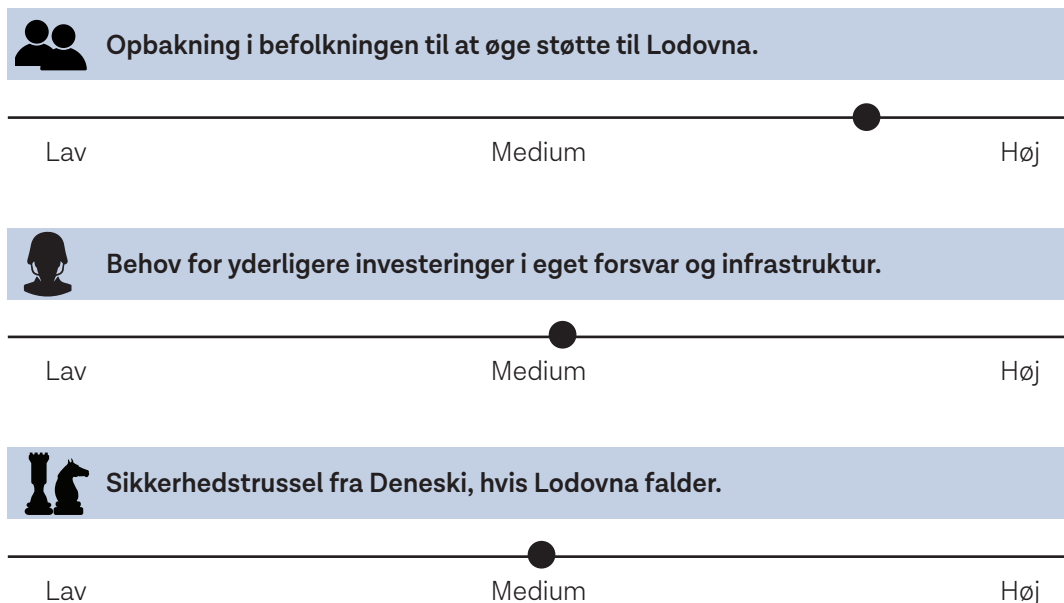 Opbakning i befolkningen til at øge støtte til Lodovna.
Lav Medium Høj
Behov for yderligere investeringer i eget forsvar og infrastruktur.
Lav Medium Høj
Sikkerhedstrussel fra Deneski, hvis Lodovna falder.
Lav Medium Høj